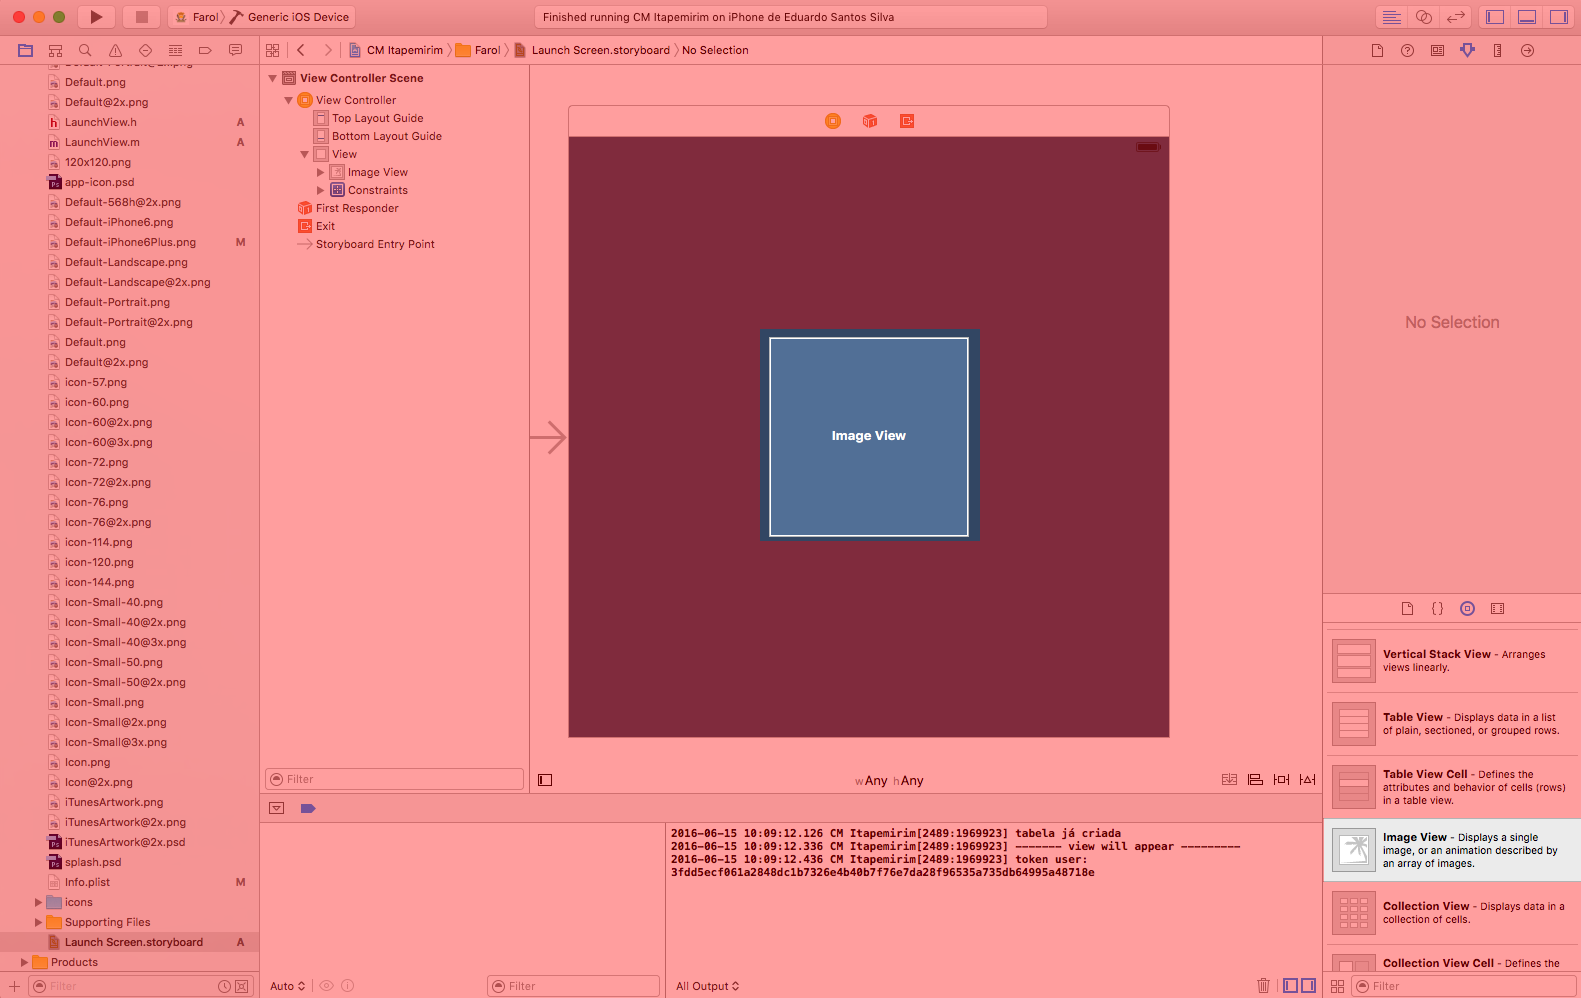 Farol
Generic iOS Device
Finished running CM Itapemirim on iPhone de Eduardo Santos Silva
CM Itapemirim
Farol
Launch Screen.storyboard
No Selection
Default.png
Default@2x.png
LaunchView.h A
LaunchView.m A
120x120.png
app-icon.psd
Default-568h@2x.png
Default-iPhone6.png
Default-iPhone6Plus.png M
Default-Landscape.png
Default-Landscape@2x.png
Default-Portrait.png
Default-Portrait@2x.png
Default.png
Default@2x.png
icon-57.png
icon-60.png
Icon-60@2x.png
Icon-60@3x.png
Icon-72.png
Icon-72@2x.png
Icon-76.png
Icon-76@2x.png
icon-114.png
icon-120.png
icon-144.png
Icon-Small-40.png
Icon-Small-40@2x.png
Icon-Small-40@3x.png
Icon-Small-50.png
Icon-Small-50@2x.png
Icon-Small.png
Icon-Small@2x.png
Icon-Small@3x.png
Icon.png
Icon@2x.png
iTunesArtwork.png
iTunesArtwork@2x.png
iTunesArtwork@2x.psd
splash.psd
Info.plist M
icons
Supporting Files
Launch Screen.storyboard A
Products
Filter
View Controller Scene
View Controller
Top Layout Guide
Bottom Layout Guide
View
Image View
Constraints
First Responder
Exit
Storyboard Entry Point
Filter
Image View
wAny hAny
2016-06-15 10:09:12.126 CM Itapemirim[2489:1969923] tabela já criada
2016-06-15 10:09:12.336 CM Itapemirim[2489:1969923] ------- view will appear ---------
2016-06-15 10:09:12.436 CM Itapemirim[2489:1969923] token user:
3fdd5ecf061a2848dc1b7326e4b40b7f76e7da28f96535a735db64995a48718e
Auto
Filter
All Output
No Selection
Vertical Stack View - Arranges
views linearly.
Table View - Displays data in a list
of plain, sectioned, or grouped rows.
Table View Cell - Defines the
attributes and behavior of cells (rows)
in a table view.
Image View - Displays a single
image, or an animation described by
an array of images.
Collection View - Displays data in a
collection of cells.
Collection View Cell - Defines the
Filter